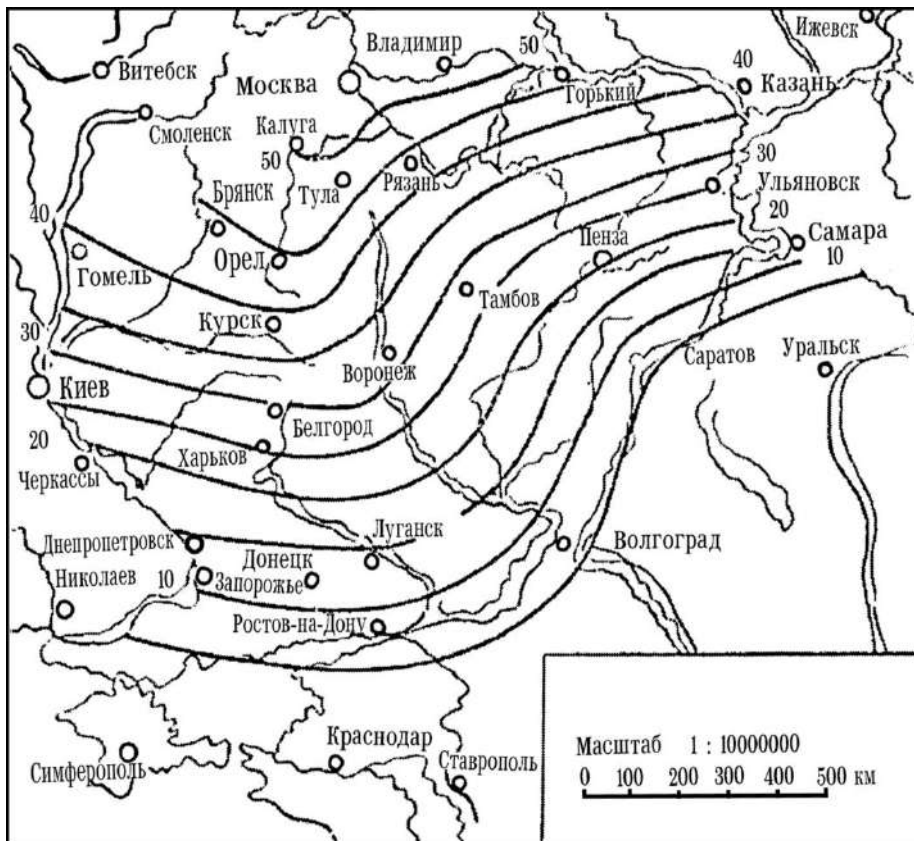 Ижевск
Владимир
50
40
Витебск
Москва
Казань
Горький
Смоленск
Калуга
50
30
Рязань
Тула
Брянск
Ульяновск
40
20
Пенза
Самара
Орел
10
Гомель
Тамбов
Курск
30
Саратов
Уральск
Воронеж
Киев
Белгород
20
Харьков
Черкассы
Луганск
Днепропетровск
Волгоград
Донецк
Николаев
10
Запорожье
Ростов-на-Дону
Краснодар
Масштаб 1 : 10000000
Ставрополь
Симферополь
0 100 200 300 400 500 км